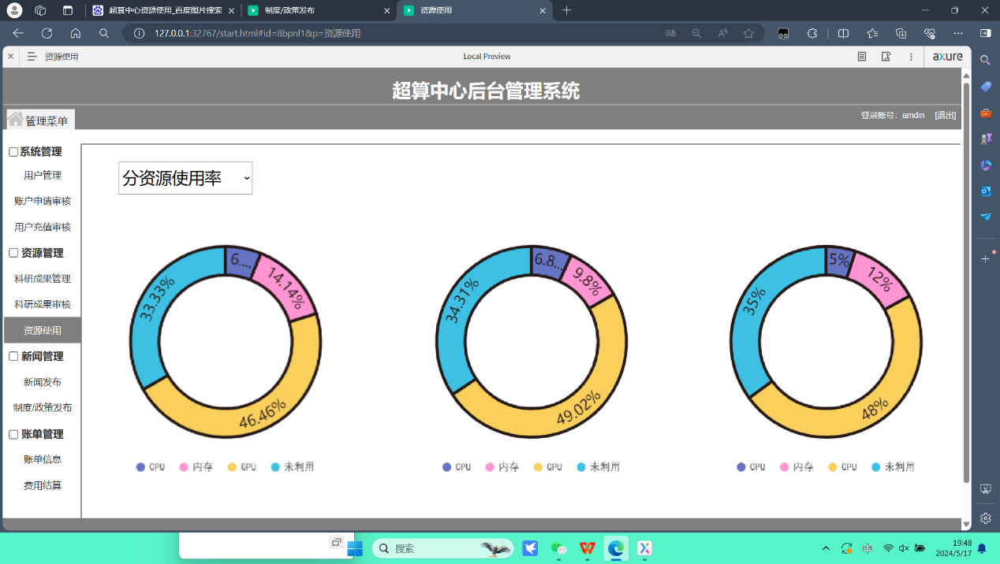 超算中心资源使用_百度图片搜索
制度/政策发布
资源使用
127.0.0.1:32767/start.html#id=8bpnl1&p=资源使用
资源使用
Local Preview
axure
超算中心后台管理系统
管理菜单
登录账号：amdin [退出]
系统管理
用户管理
账户申请审核
用户充值审核
资源管理
科研成果管理
科研成果审核
资源使用
新闻管理
新闻发布
制度/政策发布
账单管理
账单信息
费用结算
分资源使用率
6....
14.14%
46.46%
33.33%
CPU 内存 GPU 未利用
6.8...
9.8%
49.02%
34.31%
CPU 内存 GPU 未利用
5%
12%
48%
35%
CPU 内存 GPU 未利用
搜索
中
19:48
2024/5/17